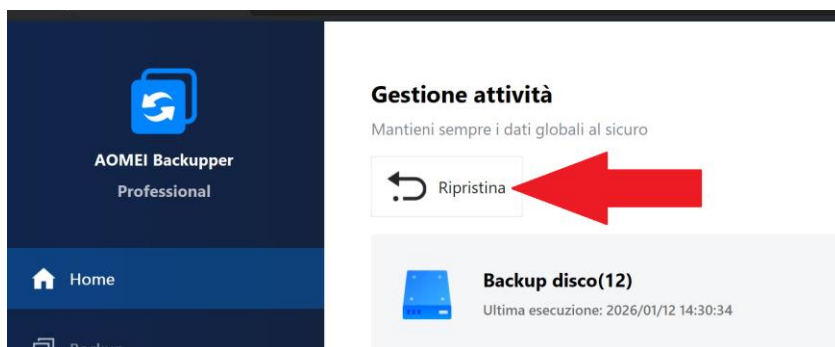 AOMEI Backupper
Professional
Home
Gestione attività
Mantieni sempre i dati globali al sicuro
Ripristina
Backup disco(12)
Ultima esecuzione: 2026/01/12 14:30:34